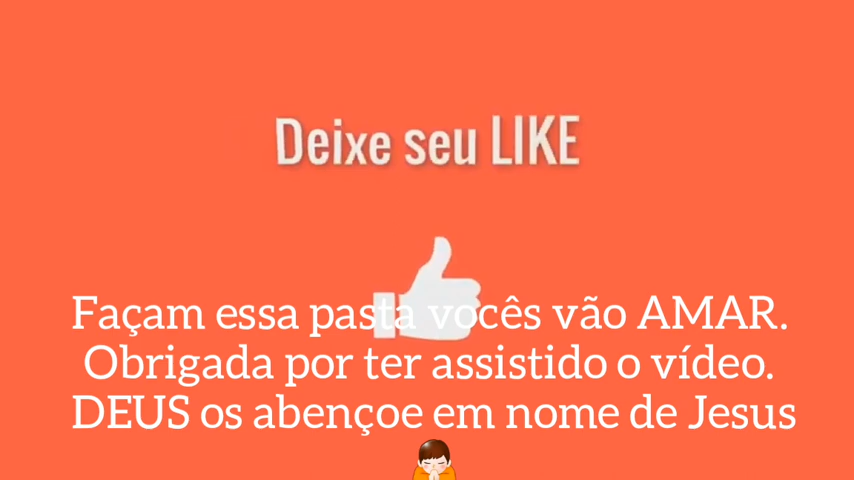 Deixe seu LIKE
Façam essa pasta vocês vão AMAR.
Obrigada por ter assistido o vídeo.
DEUS os abençoe em nome de Jesus